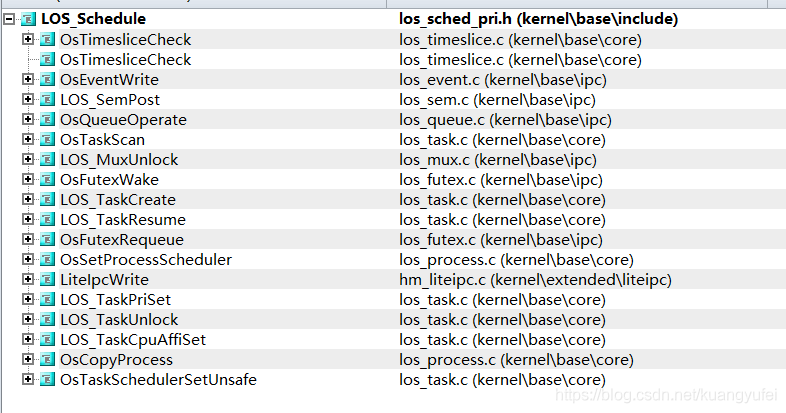 LOS_Schedule los_sched_pri.h (kernel\base\include)
OsTimesliceCheck los_timeslice.c (kernel\base\core)
OsTimesliceCheck los_timeslice.c (kernel\base\core)
OsEventWrite los_event.c (kernel\base\ipc)
LOS_SemPost los_sem.c (kernel\base\ipc)
OsQueueOperate los_queue.c (kernel\base\ipc)
OsTaskScan los_task.c (kernel\base\core)
LOS_MuxUnlock los_mux.c (kernel\base\ipc)
OsFutexWake los_futex.c (kernel\base\ipc)
LOS_TaskCreate los_task.c (kernel\base\core)
LOS_TaskResume los_task.c (kernel\base\core)
OsFutexRequeue los_futex.c (kernel\base\ipc)
OsSetProcessScheduler los_process.c (kernel\base\core)
LiteIpcWrite hm_liteipc.c (kernel\extended\liteipc)
LOS_TaskPriSet los_task.c (kernel\base\core)
LOS_TaskUnlock los_task.c (kernel\base\core)
LOS_TaskCpuAffiSet los_task.c (kernel\base\core)
OsCopyProcess los_process.c (kernel\base\core)
OsTaskSchedulerSetUnsafe los_task.c (kernel\base\core)
https://blog.csdn.net/kuangyufei